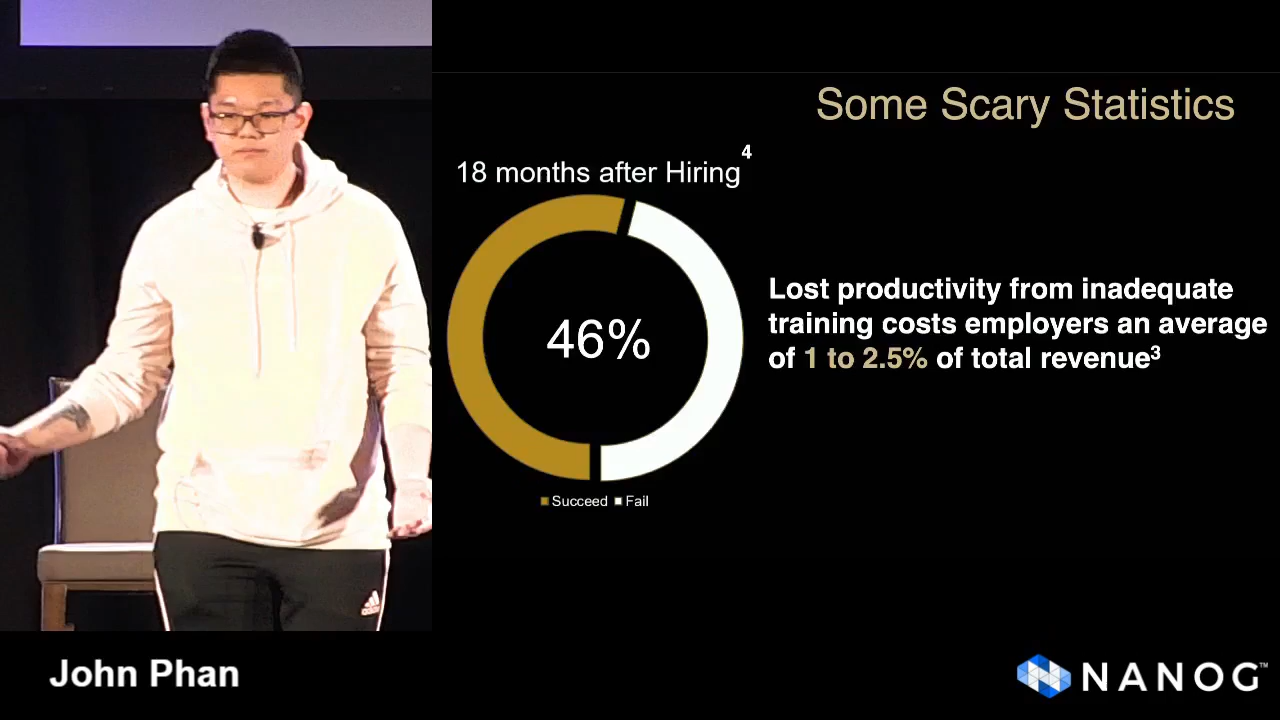 Some Scary Statistics
18 months after Hiring⁴
46%
Succeed Fail
Lost productivity from inadequate
training costs employers an average
of 1 to 2.5% of total revenue³
adidas
John Phan
NANOG™